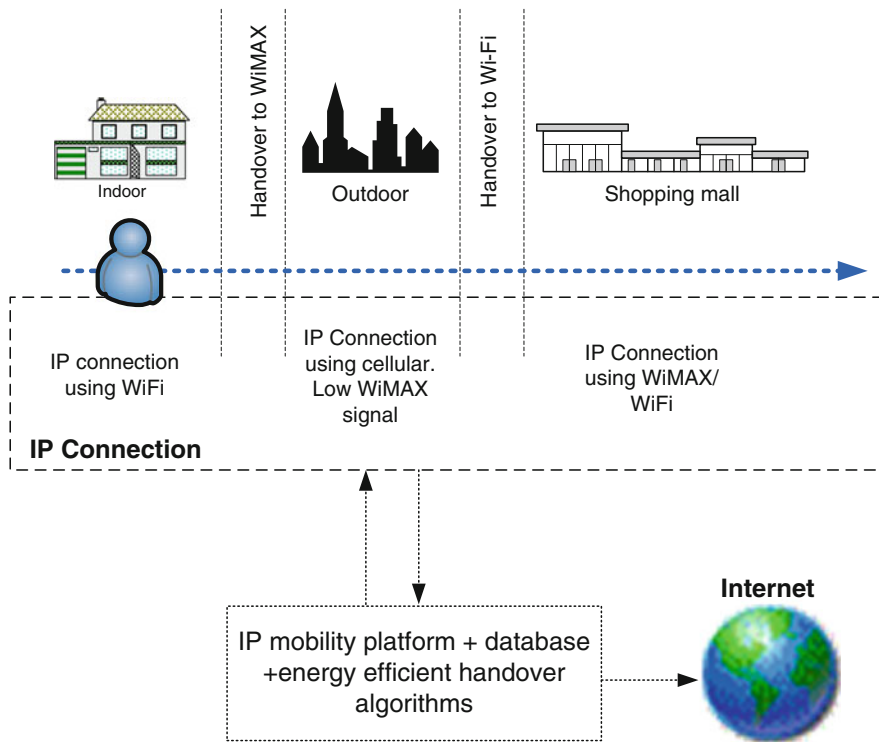 Handover to WiMAX
Handover to Wi-Fi
Indoor
Outdoor
Shopping mall
IP connection
using WiFi
IP Connection
using cellular.
Low WiMAX
signal
IP Connection
using WiMAX/
WiFi
IP Connection
Internet
IP mobility platform + database
+energy efficient handover
algorithms